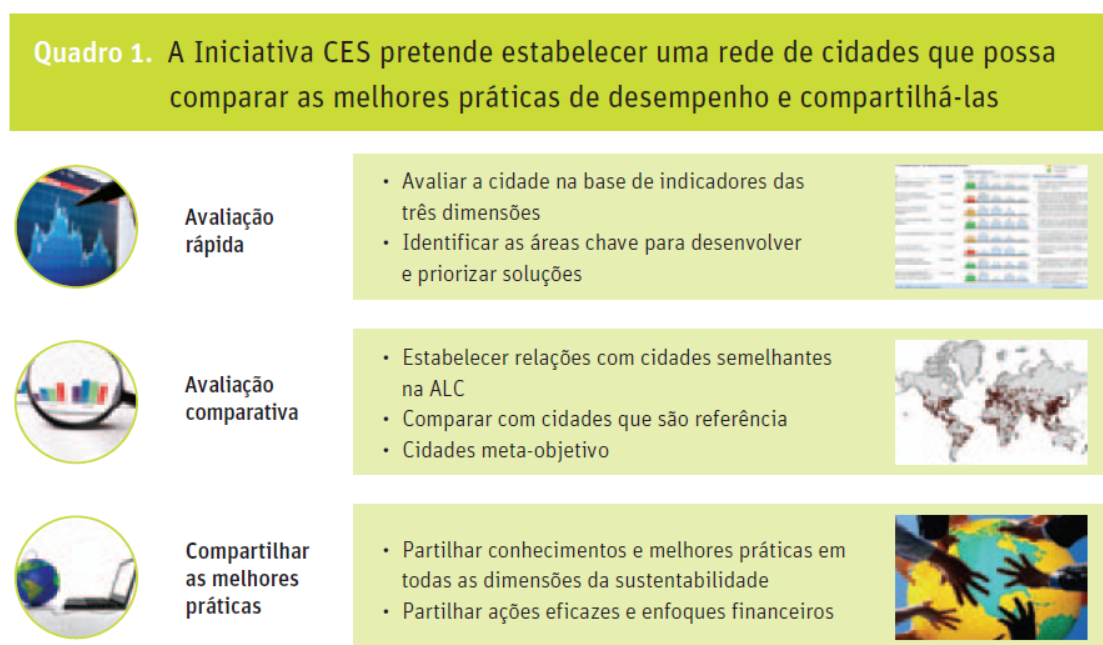 Quadro 1. A Iniciativa CES pretende estabelecer uma rede de cidades que possa
comparar as melhores práticas de desempenho e compartilhá-las
Avaliação
rápida
• Avaliar a cidade na base de indicadores das
três dimensões
• Identificar as áreas chave para desenvolver
e priorizar soluções
Avaliação
comparativa
• Estabelecer relações com cidades semelhantes
na ALC
• Comparar com cidades que são referência
• Cidades meta-objetivo
Compartilhar
as melhores
práticas
• Partilhar conhecimentos e melhores práticas em
todas as dimensões da sustentabilidade
• Partilhar ações eficazes e enfoques financeiros